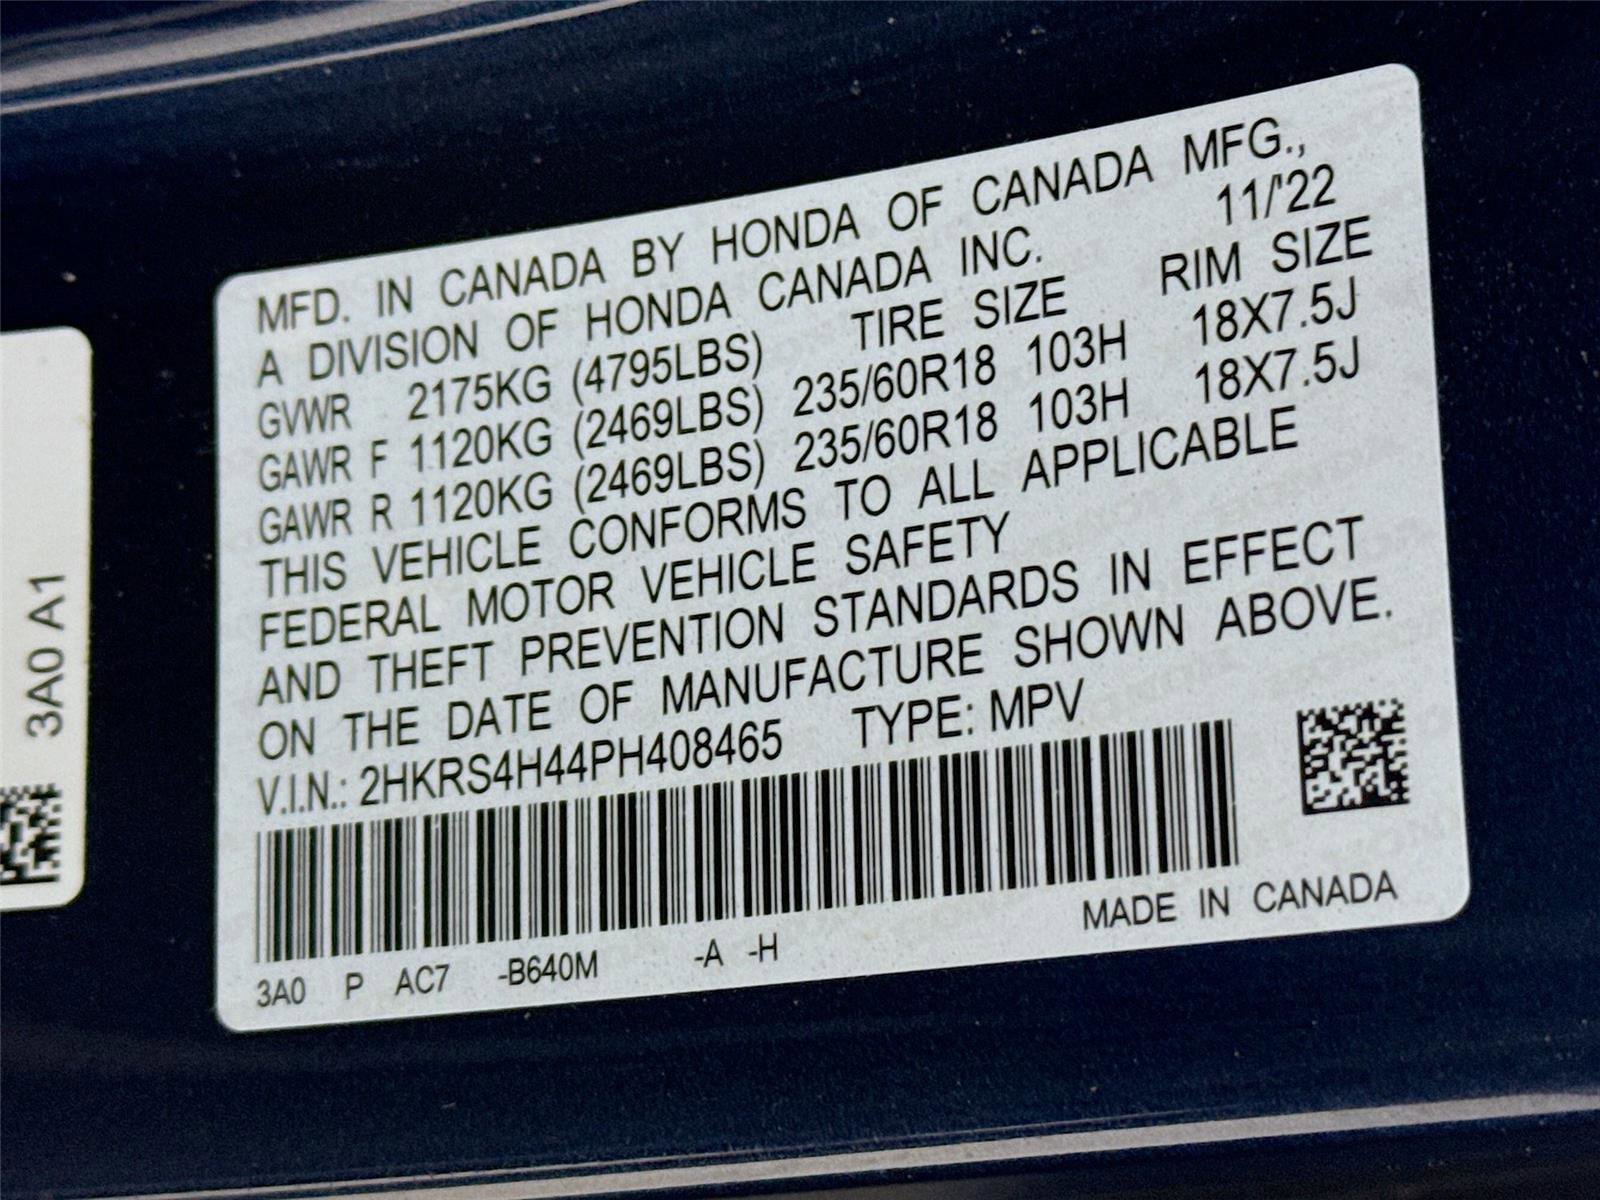 MFD. IN CANADA BY HONDA OF CANADA MFG.,
A DIVISION OF HONDA CANADA INC. 11/'22
GVWR 2175KG (4795LBS) TIRE SIZE RIM SIZE
GAWR F 1120KG (2469LBS) 235/60R18 103H 18X7.5J
GAWR R 1120KG (2469LBS) 235/60R18 103H 18X7.5J
THIS VEHICLE CONFORMS TO ALL APPLICABLE
FEDERAL MOTOR VEHICLE SAFETY
AND THEFT PREVENTION STANDARDS IN EFFECT
ON THE DATE OF MANUFACTURE SHOWN ABOVE.
V.I.N.: 2HKRS4H44PH408465 TYPE: MPV
3A0 P AC7 -B640M -A -H MADE IN CANADA
3A0 A1